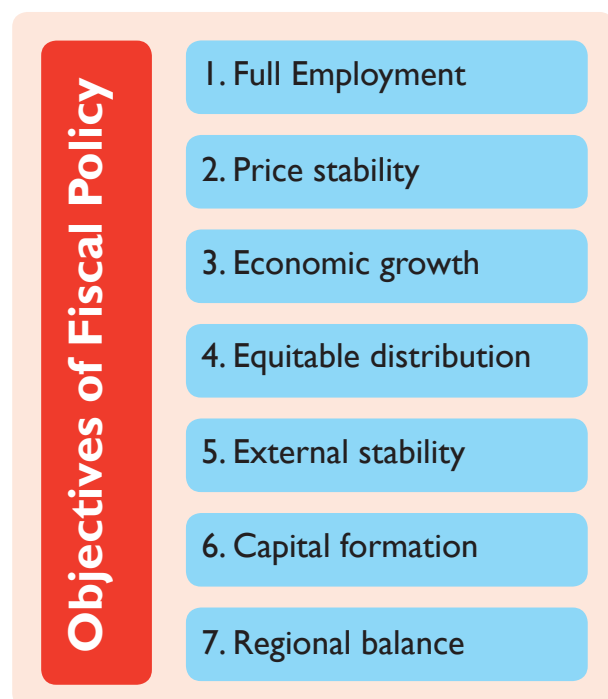 Objectives of Fiscal Policy
1. Full Employment
2. Price stability
3. Economic growth
4. Equitable distribution
5. External stability
6. Capital formation
7. Regional balance